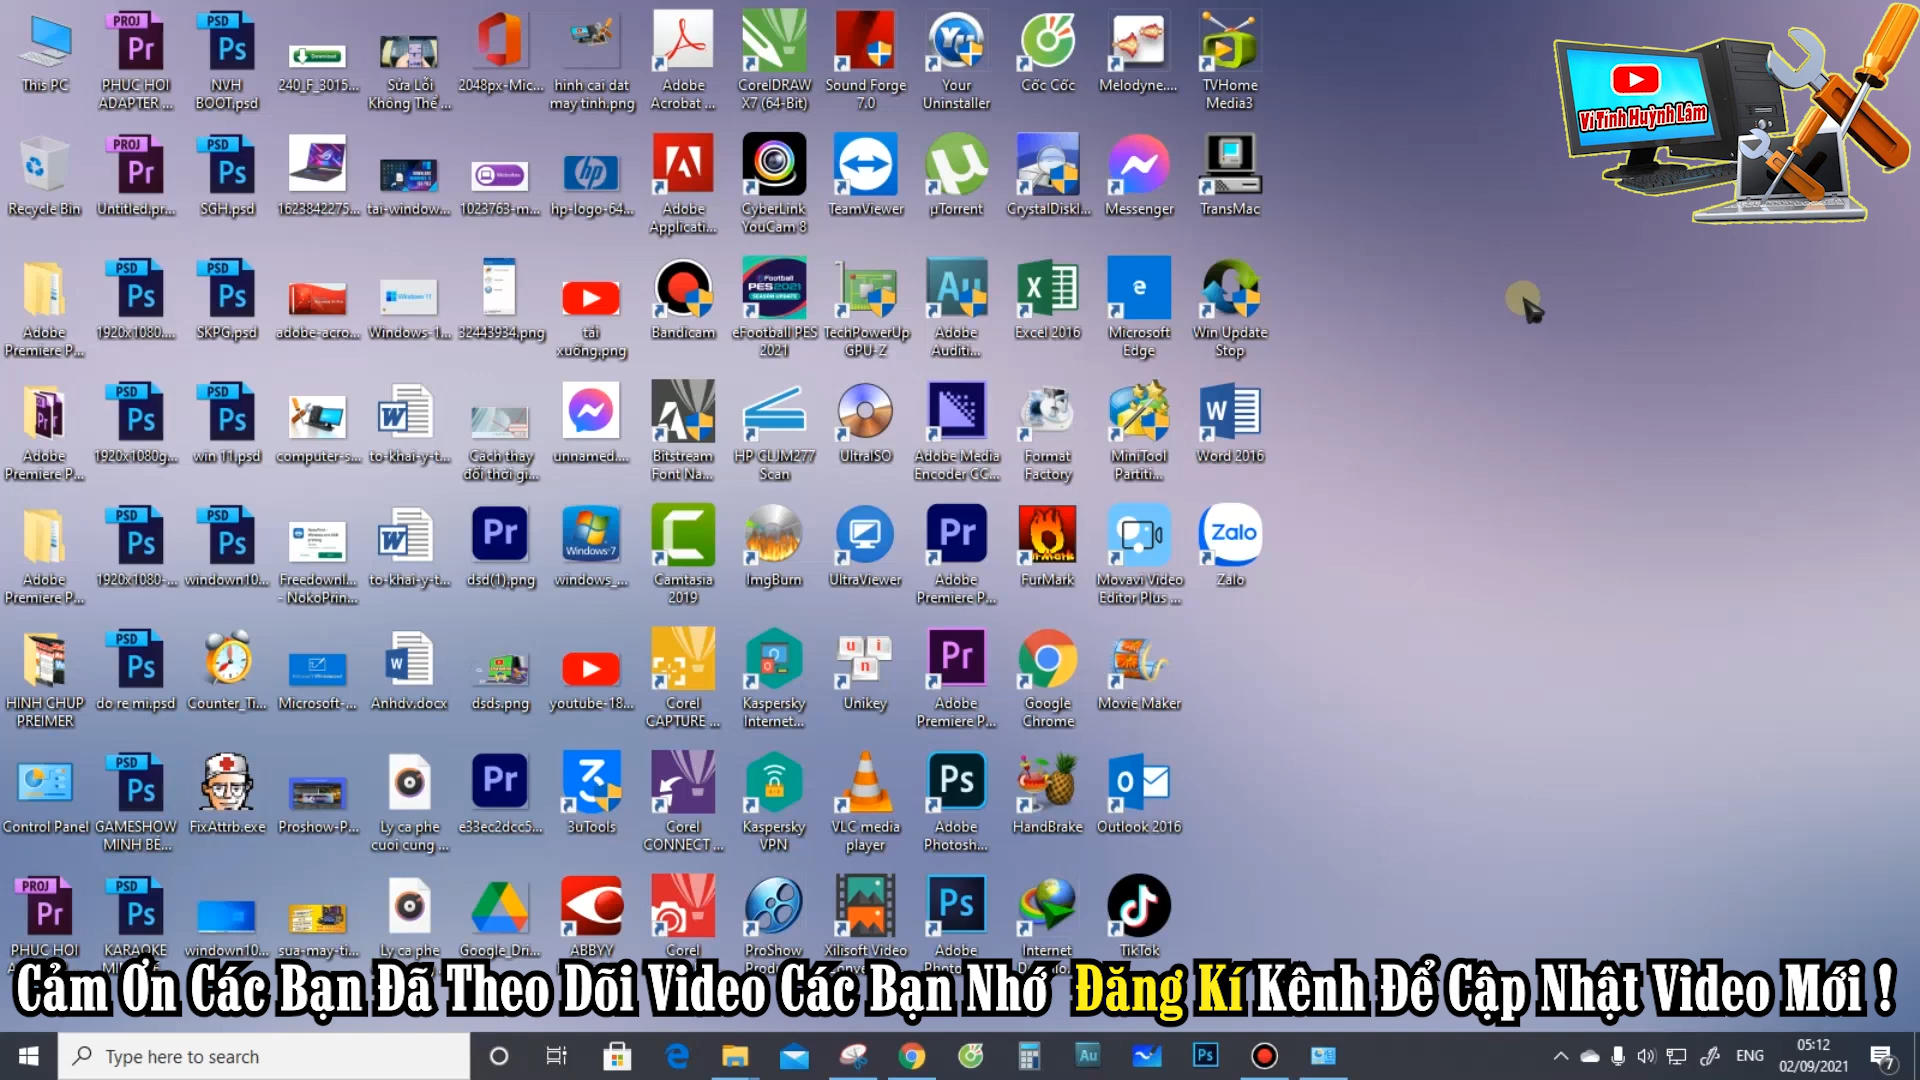 This PC
PHUC HOI
ADAPTER ...
NVH
BOOT.psd
240_F_3015...
Sửa Lỗi
Không Thể ...
2048px-Mic...
hinh cai dat
may tinh.png
Adobe
Acrobat ...
CorelDRAW
X7 (64-Bit)
Sound Forge
7.0
Your
Uninstaller
Cốc Cốc
Melodyne....
TVHome
Media3
Vi Tính Huỳnh Lâm
Recycle Bin
Untitled.pr...
SGH.psd
1623842275...
tai-window...
1023763-m...
hp-logo-64...
Adobe
Applicati...
CyberLink
YouCam 8
TeamViewer
µTorrent
CrystalDiskI...
Messenger
TransMac
Adobe
Premiere P...
1920x1080....
SKPG.psd
adobe-acro...
Windows-1...
32443934.png
tải
xuống.png
Bandicam
eFootball PES
2021
TechPowerUp
GPU-Z
Adobe
Auditi...
Excel 2016
Microsoft
Edge
Win Update
Stop
Adobe
Premiere P...
1920x1080g...
win 11.psd
computer-s...
to-khai-y-t...
Cách thay
đổi thời gi...
unnamed....
Bitstream
Font Na...
HP CLJM277
Scan
UltraISO
Adobe Media
Encoder CC...
Format
Factory
MiniTool
Partiti...
Word 2016
Adobe
Premiere P...
1920x1080-...
windown10...
Freedownl...
- NokoPrin...
to-khai-y-t...
dsd(1).png
windows_...
Camtasia
2019
ImgBurn
UltraViewer
Adobe
Premiere P...
FurMark
Movavi Video
Editor Plus ...
Zalo
HINH CHUP
PREIMER
do re mi.psd
Counter_Ti...
Microsoft-...
Anhdv.docx
dsds.png
youtube-18...
Corel
CAPTURE ...
Kaspersky
Internet...
Unikey
Adobe
Premiere P...
Google
Chrome
Movie Maker
Control Panel
GAMESHOW
MINH BE...
FixAttrb.exe
Proshow-P...
Ly ca phe
cuoi cung ...
e33ec2dcc5...
3uTools
Corel
CONNECT ...
Kaspersky
VPN
VLC media
player
Adobe
Photosh...
HandBrake
Outlook 2016
PHUC HOI
KARAOKE
windown10...
sua-may-ti...
Ly ca phe
Google_Dri...
ABBYY
Corel
ProShow
Xilisoft Video
Adobe
Internet
TikTok
Cảm Ơn Các Bạn Đã Theo Dõi Video Các Bạn Nhớ Đăng Kí Kênh Để Cập Nhật Video Mới !
Type here to search
ENG
05:12
02/09/2021
7